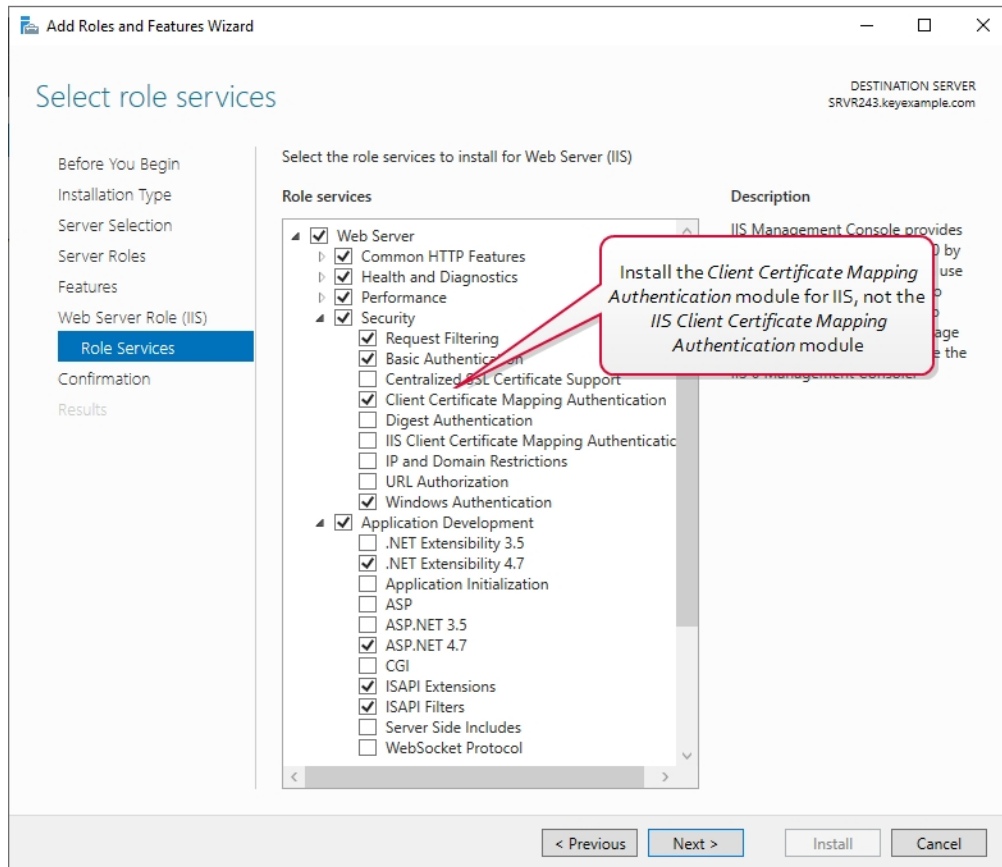 Add Roles and Features Wizard
Select role services
DESTINATION SERVER
SRVR243.keyexample.com
Before You Begin
Installation Type
Server Selection
Server Roles
Features
Web Server Role (IIS)
Role Services
Confirmation
Results
Select the role services to install for Web Server (IIS)
Role services
Web Server
Common HTTP Features
Health and Diagnostics
Performance
Security
Request Filtering
Basic Authentication
Centralized SSL Certificate Support
Client Certificate Mapping Authentication
Digest Authentication
IIS Client Certificate Mapping Authenticatic
IP and Domain Restrictions
URL Authorization
Windows Authentication
Application Development
.NET Extensibility 3.5
.NET Extensibility 4.7
Application Initialization
ASP
ASP.NET 3.5
ASP.NET 4.7
CGI
ISAPI Extensions
ISAPI Filters
Server Side Includes
WebSocket Protocol
Description
IIS Management Console provides
by
use
the
Install the Client Certificate Mapping
Authentication module for IIS, not the
IIS Client Certificate Mapping
Authentication module
< Previous
Next >
Install
Cancel